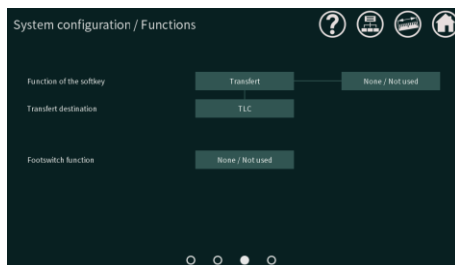 System configuration / Functions
Function of the softkey Transfert None / Not used
Transfert destination TLC
Footswitch function None / Not used